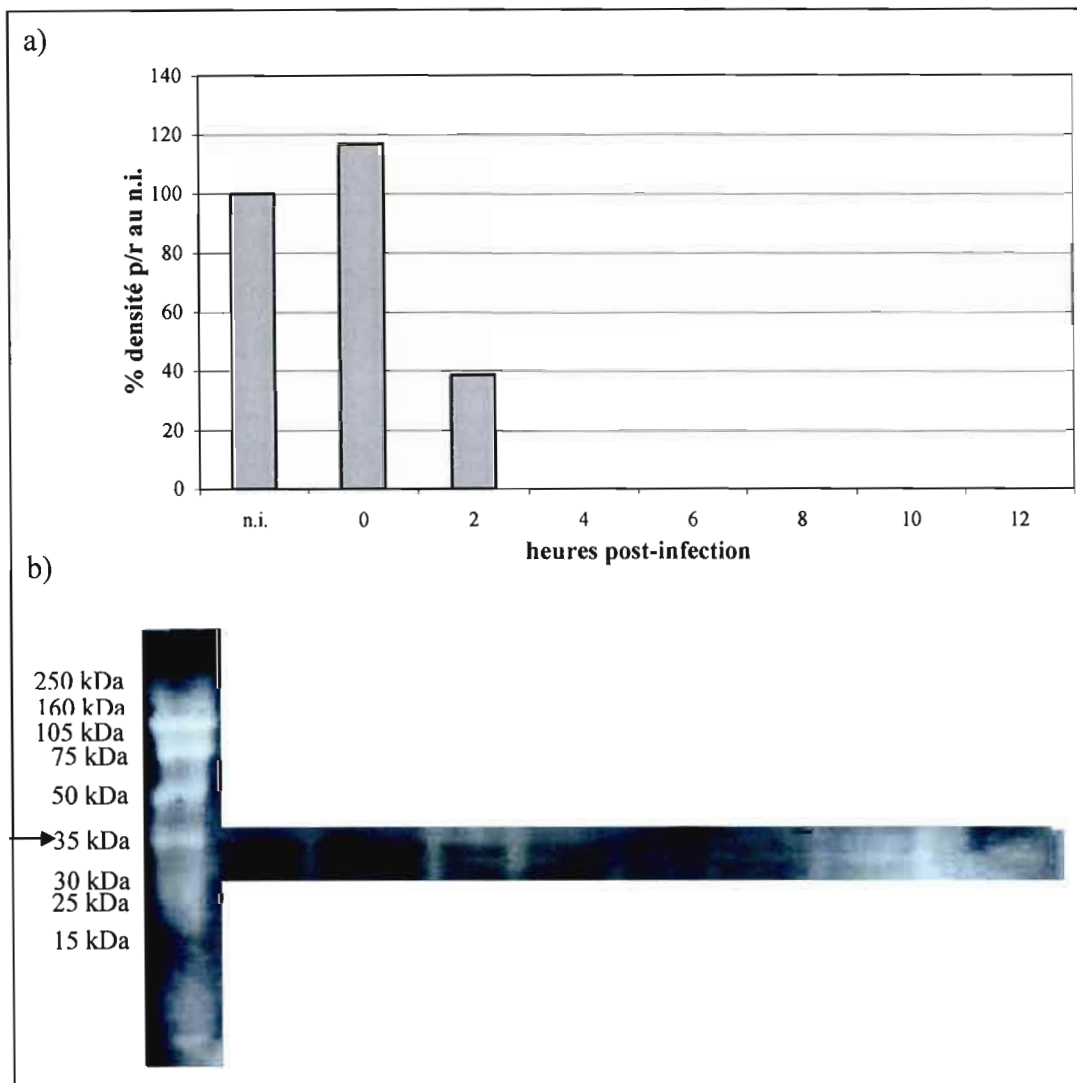 a)
140
120
100
80
60
40
20
0
% densité p/r au n.i.
n.i. 0 2 4 6 8 10 12
heures post-infection
b)
250 kDa
160 kDa
105 kDa
75 kDa
50 kDa
35 kDa
30 kDa
25 kDa
15 kDa